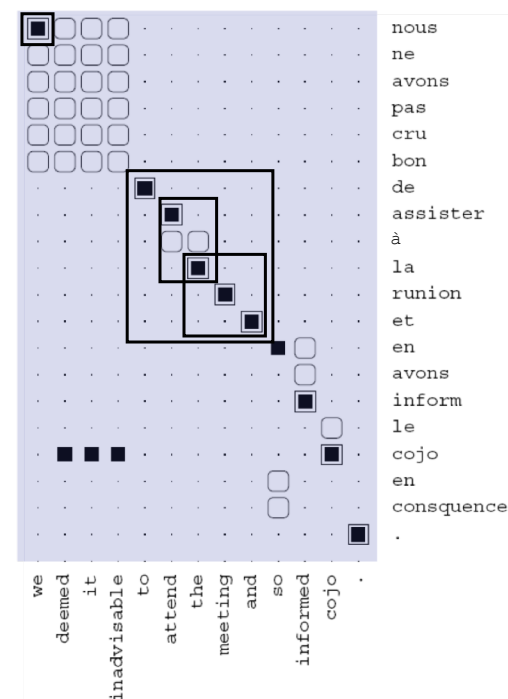 nous
ne
avons
pas
cru
bon
de
assister
à
la
runion
et
en
avons
inform
le
cojo
en
consquence
.
we
deemed
it
inadvisable
to
attend
the
meeting
and
so
informed
cojo
.